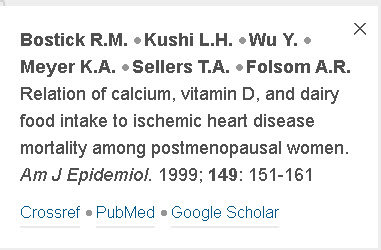 Bostick R.M. • Kushi L.H. • Wu Y. •
Meyer K.A. • Sellers T.A. • Folsom A.R.
Relation of calcium, vitamin D, and dairy
food intake to ischemic heart disease
mortality among postmenopausal women.
Am J Epidemiol. 1999; 149: 151-161
Crossref • PubMed • Google Scholar